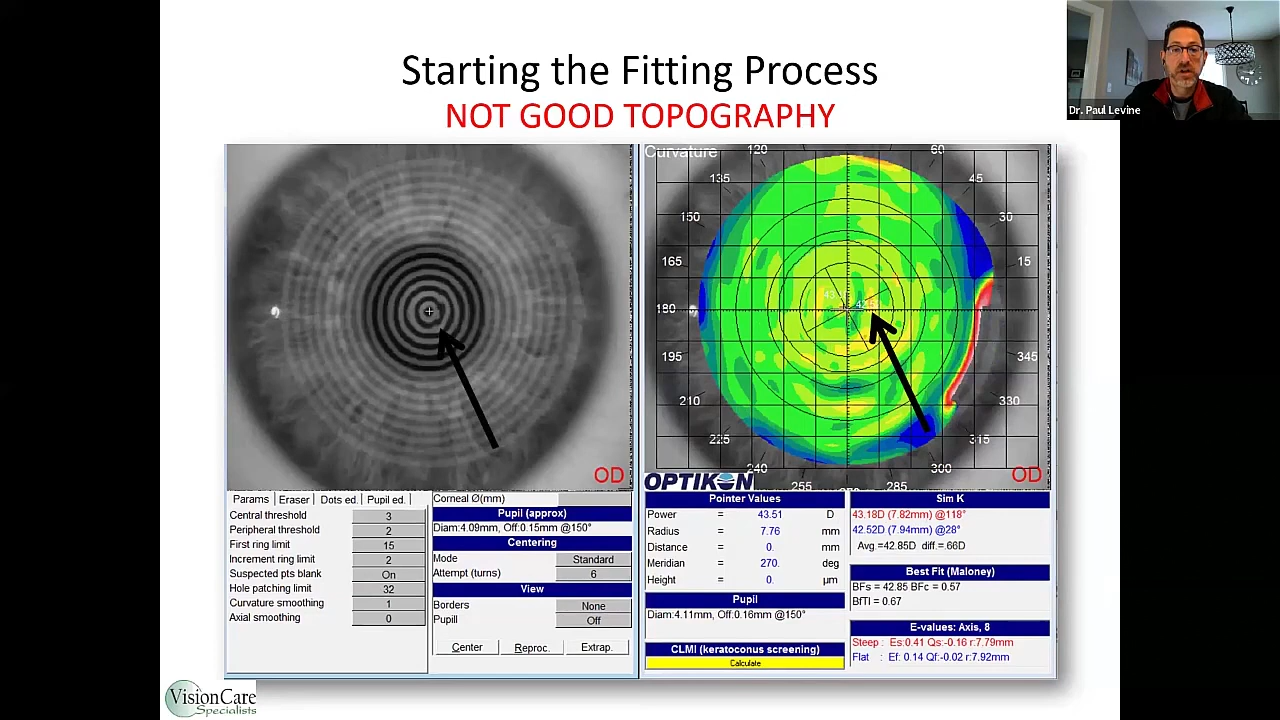 Starting the Fitting Process
NOT GOOD TOPOGRAPHY
Dr. Paul Levine
OD
Params Eraser Dots ed. Pupil ed.
Central threshold 3
Peripheral threshold 2
First ring limit 15
Increment ring limit 2
Suspected pts blank On
Hole patching limit 32
Curvature smoothing 1
Axial smoothing 0
Corneal Ø(mm)
Pupil (approx)
Diam:4.09mm, Off:0.15mm @150°
Centering
Mode Standard
Attempt (turns) 6
View
Borders None
Pupill Off
Center Reproc. Extrap.
Curvature
120 60
135 45
150 30
165 15
180
195 345
210 330
225 315
240 300
255 285
OPTIKON
OD
Pointer Values
Power = 43.51 D
Radius = 7.76 mm
Distance = 0. mm
Meridian = 270. deg
Height = 0. µm
Pupil
Diam:4.11mm, Off:0.16mm @150°
CLMI (keratoconus screening)
Calculate
Sim K
43.18D (7.82mm) @118°
42.52D (7.94mm) @28°
Avg.=42.85D diff.=.66D
Best Fit (Maloney)
BFs = 42.85 BFc = 0.57
BfTI = 0.67
E-values: Axis, 8
Steep : Es:0.41 Qs:-0.16 r:7.79mm
Flat : Ef: 0.14 Qf:-0.02 r:7.92mm
VisionCare
Specialists